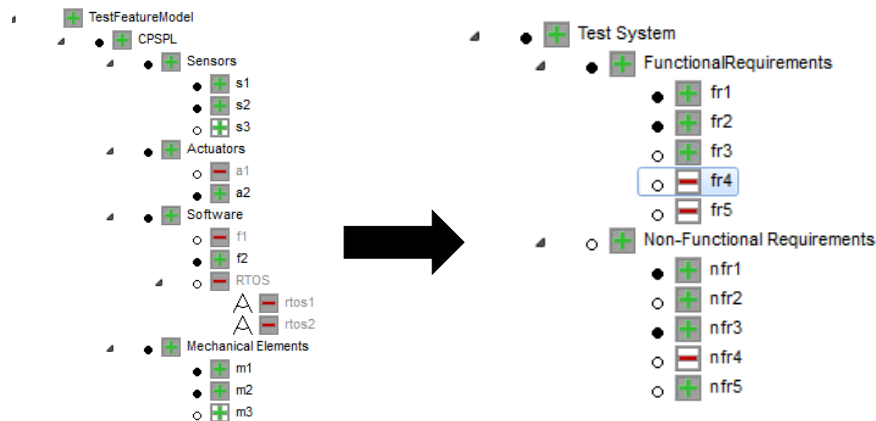 TestFeatureModel
CPSPL
Sensors
s1
s2
s3
Actuators
a1
a2
Software
f1
f2
RTOS
rtos1
rtos2
Mechanical Elements
m1
m2
m3
Test System
FunctionalRequirements
fr1
fr2
fr3
fr4
fr5
Non-Functional Requirements
nfr1
nfr2
nfr3
nfr4
nfr5